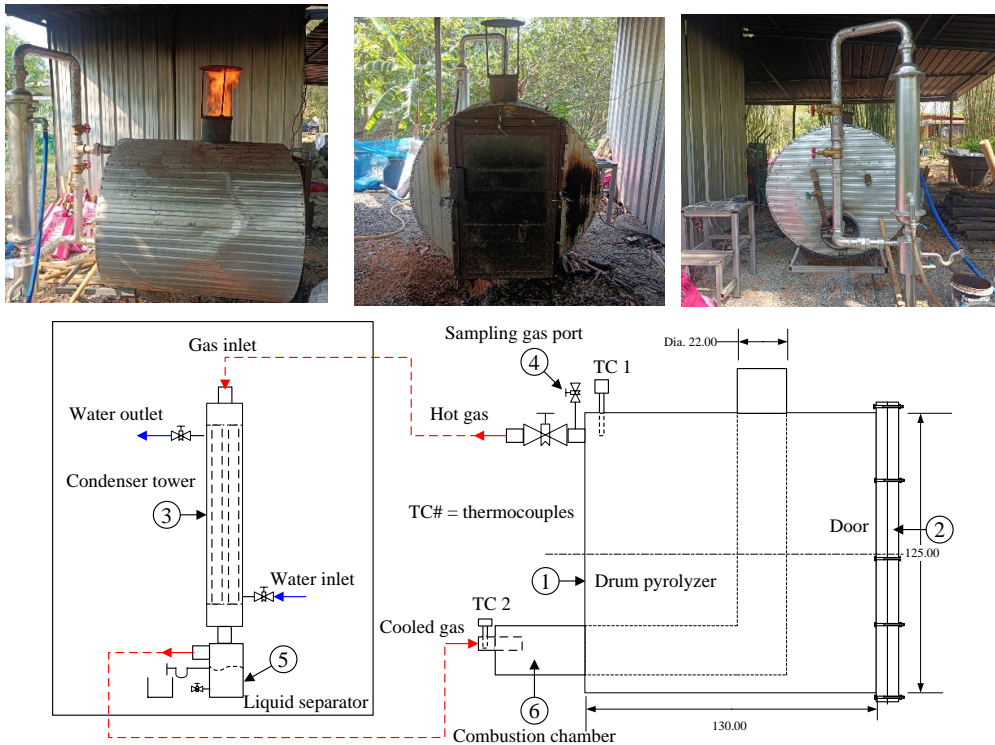 Gas inlet
Water outlet
Condenser tower
3
Water inlet
5
Liquid separator
Sampling gas port
4
TC 1
Hot gas
Dia. 22.00
TC# = thermocouples
Door
2
125.00
1
Drum pyrolyzer
TC 2
Cooled gas
6
Combustion chamber
130.00